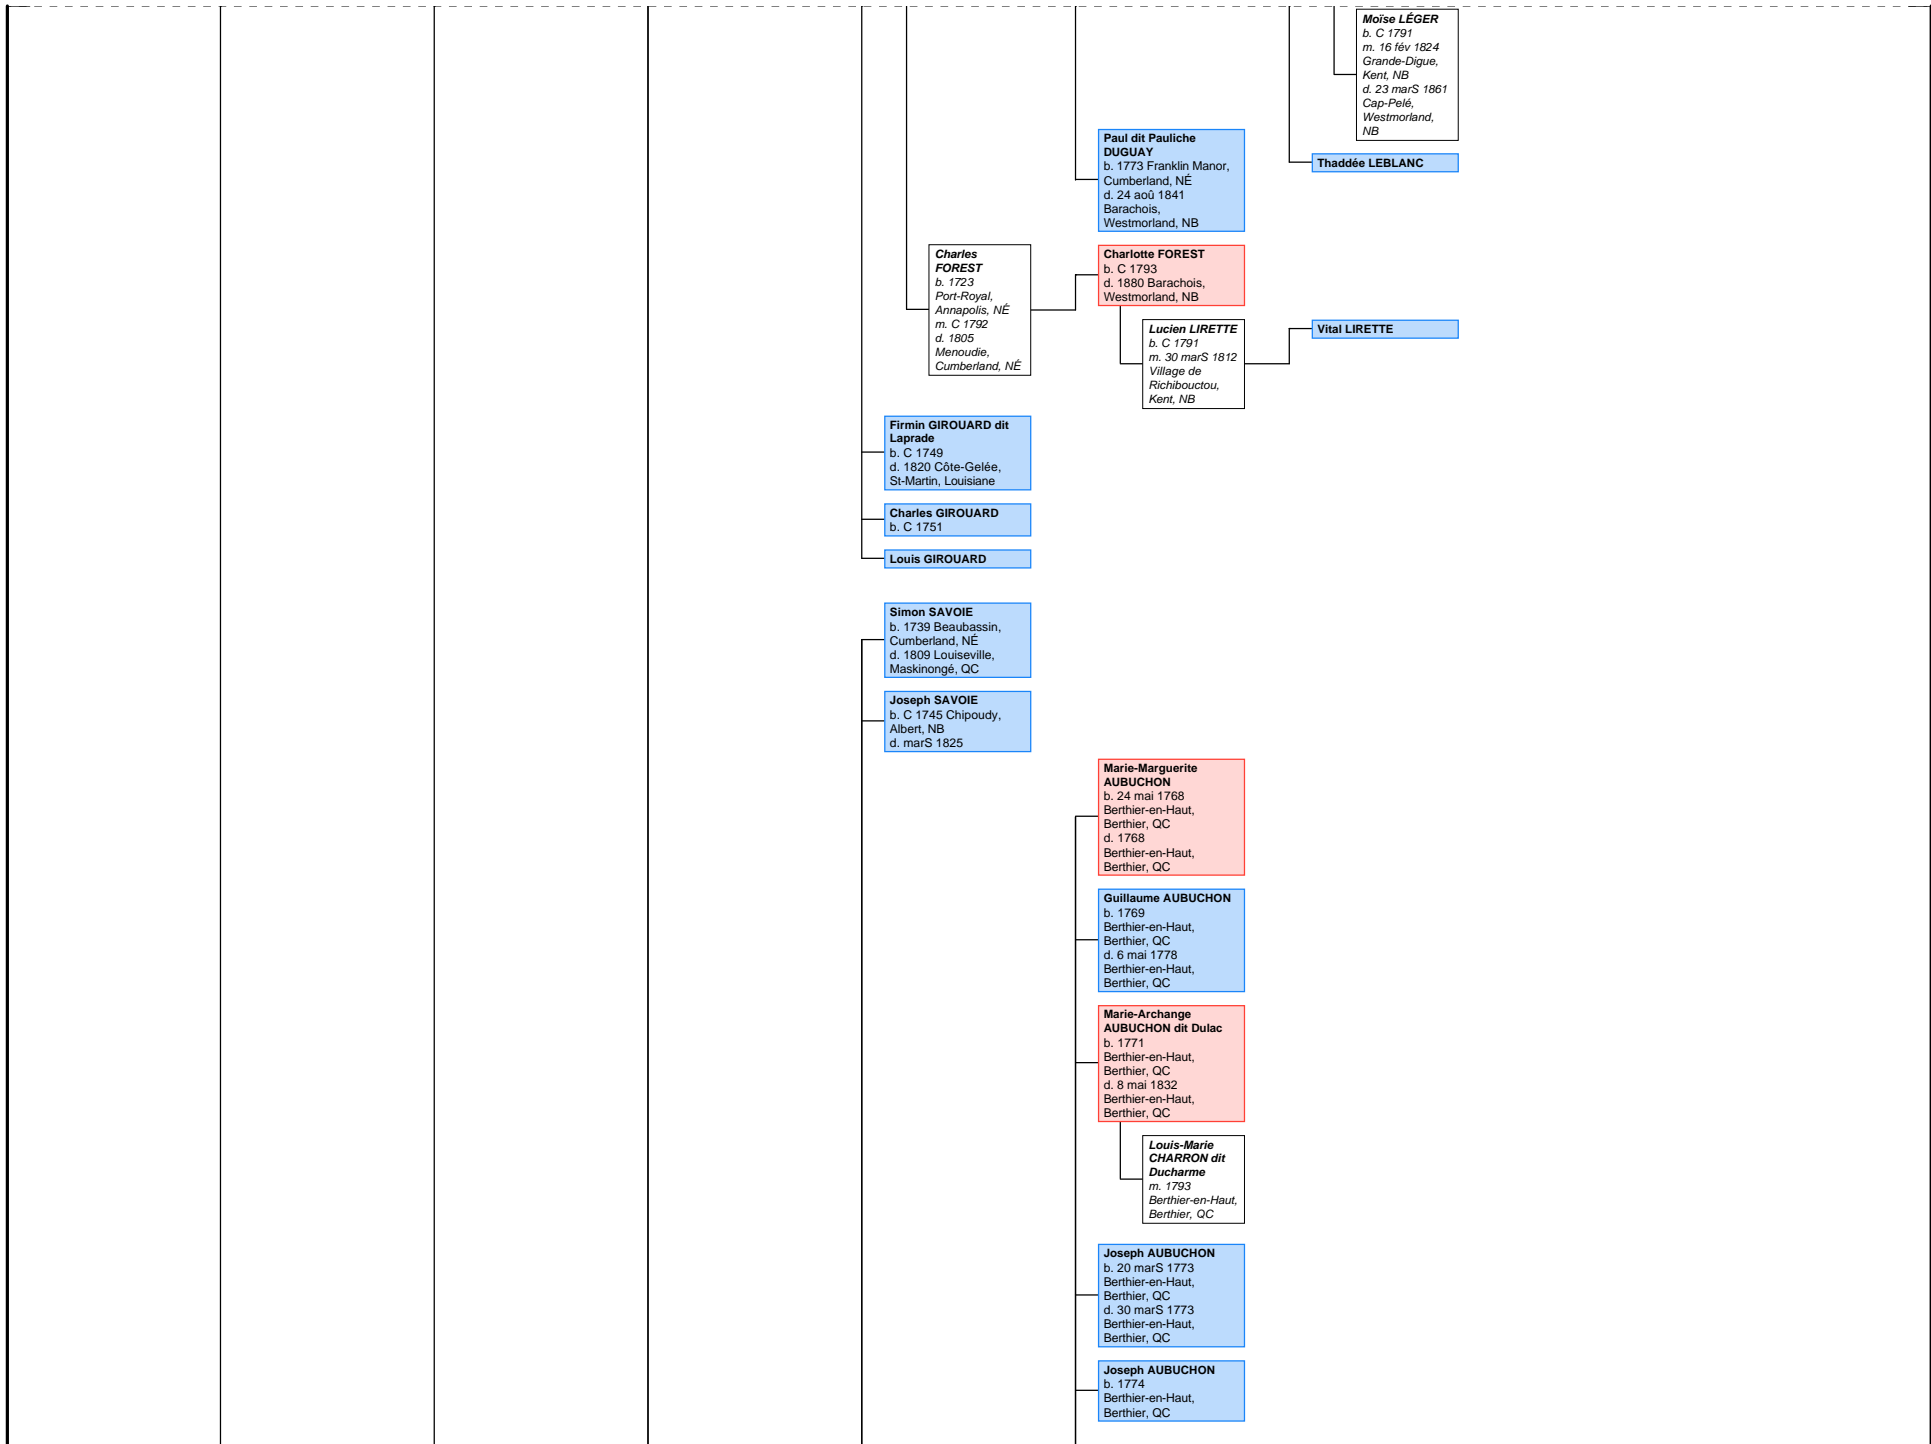 Moïse LÉGER
b. C 1791
m. 16 fév 1824
Grande-Digue,
Kent, NB
d. 23 marS 1861
Cap-Pelé,
Westmorland,
NB
Paul dit Pauliche
DUGUAY
b. 1773 Franklin Manor,
Cumberland, NÉ
d. 24 aoû 1841
Barachois,
Westmorland, NB
Thaddée LEBLANC
Charles
FOREST
b. 1723
Port-Royal,
Annapolis, NÉ
m. C 1792
d. 1805
Menoudie,
Cumberland, NÉ
Charlotte FOREST
b. C 1793
d. 1880 Barachois,
Westmorland, NB
Lucien LIRETTE
b. C 1791
m. 30 marS 1812
Village de
Richibouctou,
Kent, NB
Vital LIRETTE
Firmin GIROUARD dit
Laprade
b. C 1749
d. 1820 Côte-Gelée,
St-Martin, Louisiane
Charles GIROUARD
b. C 1751
Louis GIROUARD
Simon SAVOIE
b. 1739 Beaubassin,
Cumberland, NÉ
d. 1809 Louiseville,
Maskinongé, QC
Joseph SAVOIE
b. C 1745 Chipoudy,
Albert, NB
d. marS 1825
Marie-Marguerite
AUBUCHON
b. 24 mai 1768
Berthier-en-Haut,
Berthier, QC
d. 1768
Berthier-en-Haut,
Berthier, QC
Guillaume AUBUCHON
b. 1769
Berthier-en-Haut,
Berthier, QC
d. 6 mai 1778
Berthier-en-Haut,
Berthier, QC
Marie-Archange
AUBUCHON dit Dulac
b. 1771
Berthier-en-Haut,
Berthier, QC
d. 8 mai 1832
Berthier-en-Haut,
Berthier, QC
Louis-Marie
CHARRON dit
Ducharme
m. 1793
Berthier-en-Haut,
Berthier, QC
Joseph AUBUCHON
b. 20 marS 1773
Berthier-en-Haut,
Berthier, QC
d. 30 marS 1773
Berthier-en-Haut,
Berthier, QC
Joseph AUBUCHON
b. 1774
Berthier-en-Haut,
Berthier, QC